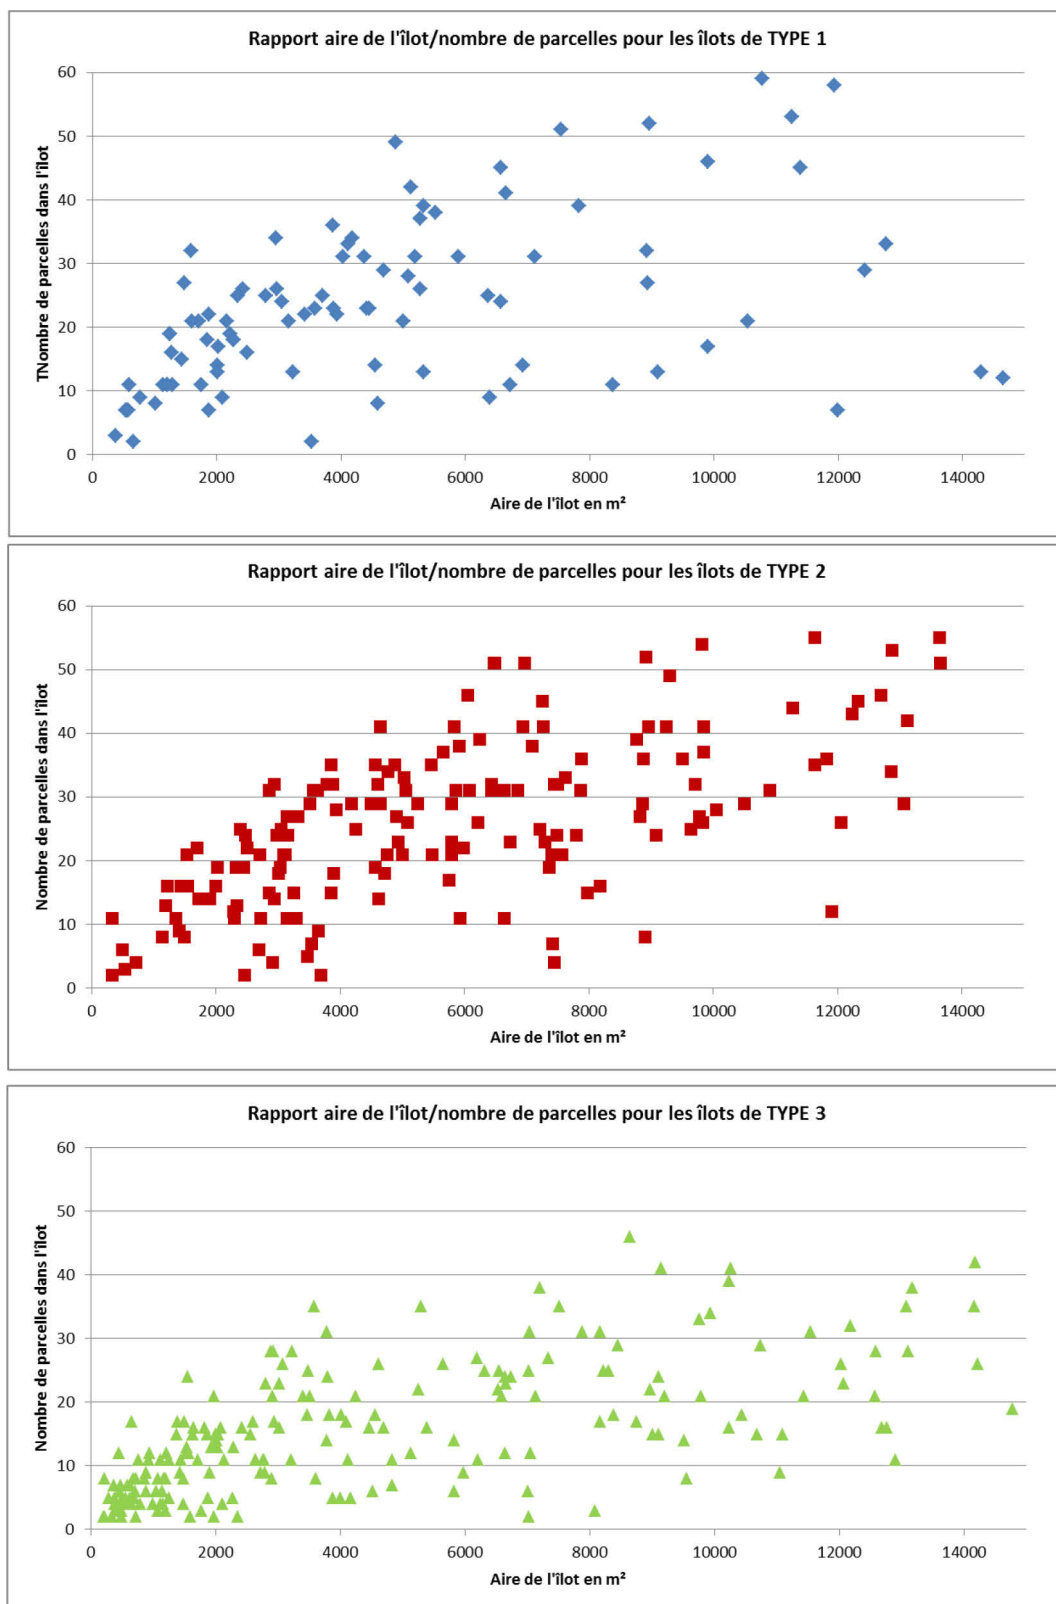 Rapport aire de l'îlot/nombre de parcelles pour les îlots de TYPE 1
TNombre de parcelles dans l'îlot
60
50
40
30
20
10
0
0 2000 4000 6000 8000 10000 12000 14000
Aire de l'îlot en m²
Rapport aire de l'îlot/nombre de parcelles pour les îlots de TYPE 2
Nombre de parcelles dans l'îlot
60
50
40
30
20
10
0
0 2000 4000 6000 8000 10000 12000 14000
Aire de l'îlot en m²
Rapport aire de l'îlot/nombre de parcelles pour les îlots de TYPE 3
Nombre de parcelles dans l'îlot
60
50
40
30
20
10
0
0 2000 4000 6000 8000 10000 12000 14000
Aire de l'îlot en m²